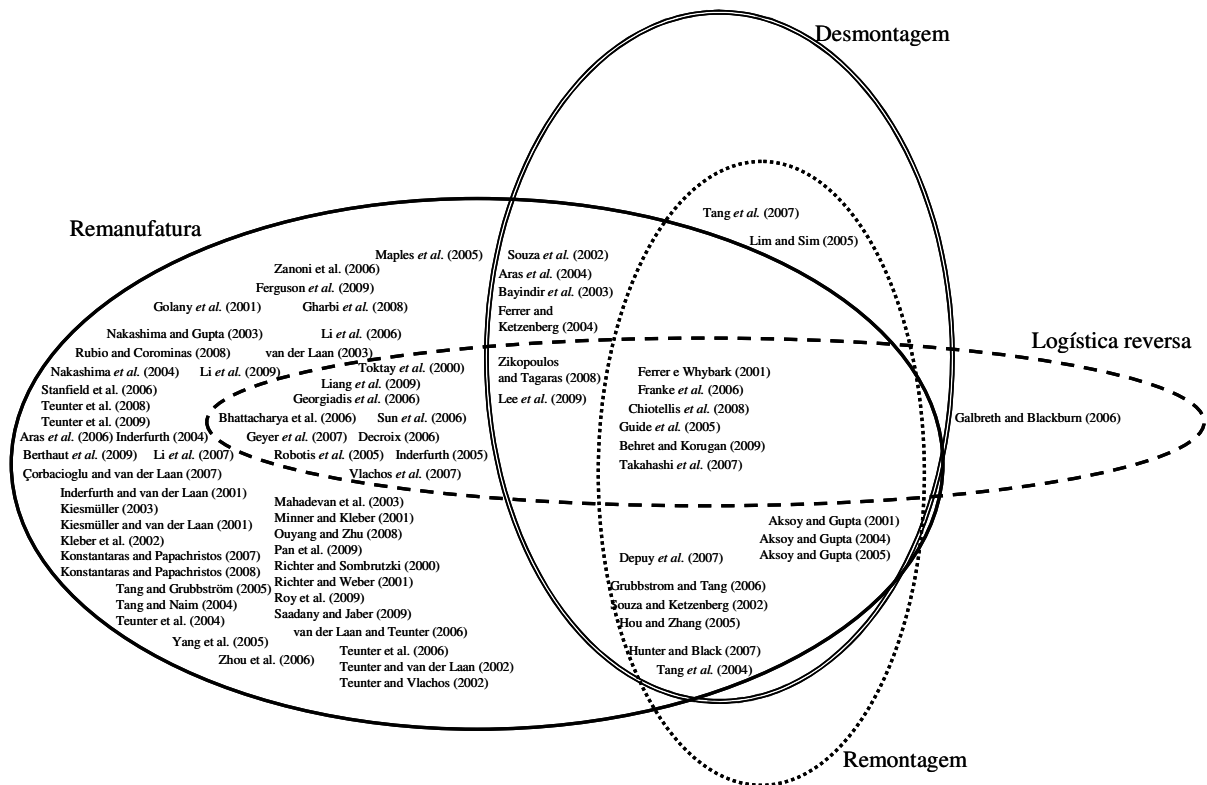 Desmontagem
Tang et al. (2007)
Remanufatura
Lim and Sim (2005)
Maples et al. (2005)
Souza et al. (2002)
Zanoni et al. (2006)
Aras et al. (2004)
Ferguson et al. (2009)
Bayindir et al. (2003)
Golany et al. (2001)
Gharbi et al. (2008)
Ferrer and
Ketzenberg (2004)
Nakashima and Gupta (2003)
Li et al. (2006)
Logística reversa
Rubio and Corominas (2008)
van der Laan (2003)
Zikopoulos
and Tagaras (2008)
Nakashima et al. (2004)
Li et al. (2009)
Toktay et al. (2000)
Ferrer e Whybark (2001)
Stanfield et al. (2006)
Liang et al. (2009)
Franke et al. (2006)
Teunter et al. (2008)
Georgiadis et al. (2006)
Lee et al. (2009)
Chiotellis et al. (2008)
Teunter et al. (2009)
Bhattacharya et al. (2006)
Sun et al. (2006)
Guide et al. (2005)
Galbreth and Blackburn (2006)
Aras et al. (2006)
Inderfurth (2004)
Geyer et al. (2007)
Decroix (2006)
Behret and Korugan (2009)
Berthaut et al. (2009)
Li et al. (2007)
Robotis et al. (2005)
Inderfurth (2005)
Takahashi et al. (2007)
Çorbacioglu and van der Laan (2007)
Vlachos et al. (2007)
Inderfurth and van der Laan (2001)
Mahadevan et al. (2003)
Kiesmüller (2003)
Minner and Kleber (2001)
Aksoy and Gupta (2001)
Kiesmüller and van der Laan (2001)
Ouyang and Zhu (2008)
Aksoy and Gupta (2004)
Kleber et al. (2002)
Pan et al. (2009)
Aksoy and Gupta (2005)
Konstantaras and Papachristos (2007)
Richter and Sombrutzki (2000)
Depuy et al. (2007)
Konstantaras and Papachristos (2008)
Richter and Weber (2001)
Grubbstrom and Tang (2006)
Tang and Grubbström (2005)
Roy et al. (2009)
Souza and Ketzenberg (2002)
Tang and Naim (2004)
Saadany and Jaber (2009)
Hou and Zhang (2005)
Teunter et al. (2004)
van der Laan and Teunter (2006)
Yang et al. (2005)
Teunter et al. (2006)
Hunter and Black (2007)
Zhou et al. (2006)
Teunter and van der Laan (2002)
Tang et al. (2004)
Teunter and Vlachos (2002)
Remontagem